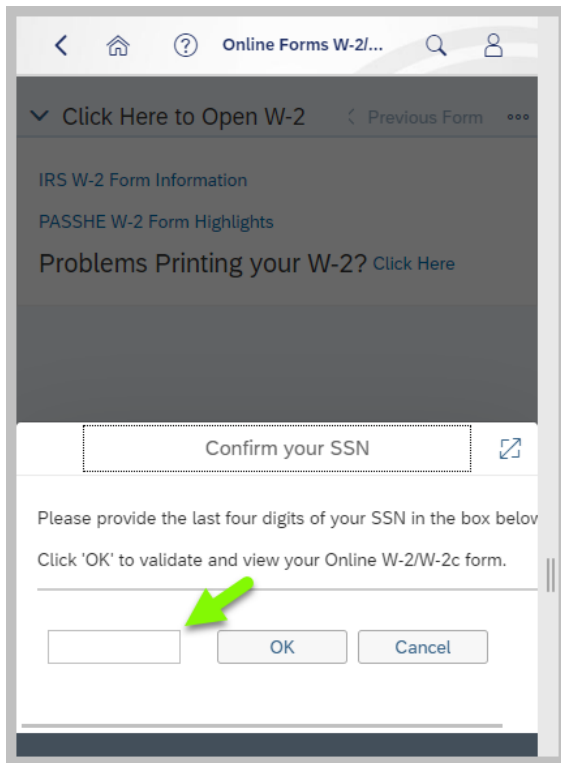 Online Forms W-2/...
Click Here to Open W-2 Previous Form
IRS W-2 Form Information
PASSHE W-2 Form Highlights
Problems Printing your W-2? Click Here
Confirm your SSN
Please provide the last four digits of your SSN in the box below
Click 'OK' to validate and view your Online W-2/W-2c form.
OK Cancel